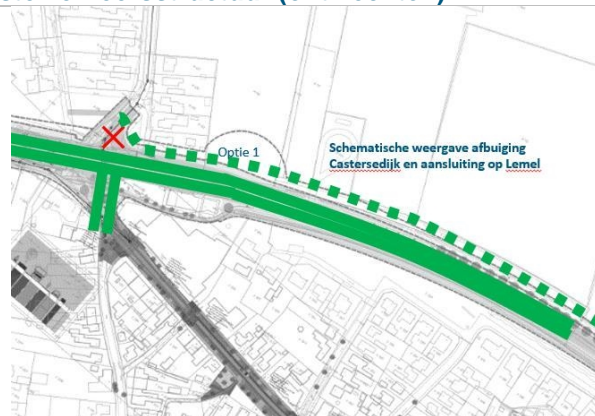 Optie 1
Schematische weergave afbuiging
Castersedijk en aansluiting op Lemel